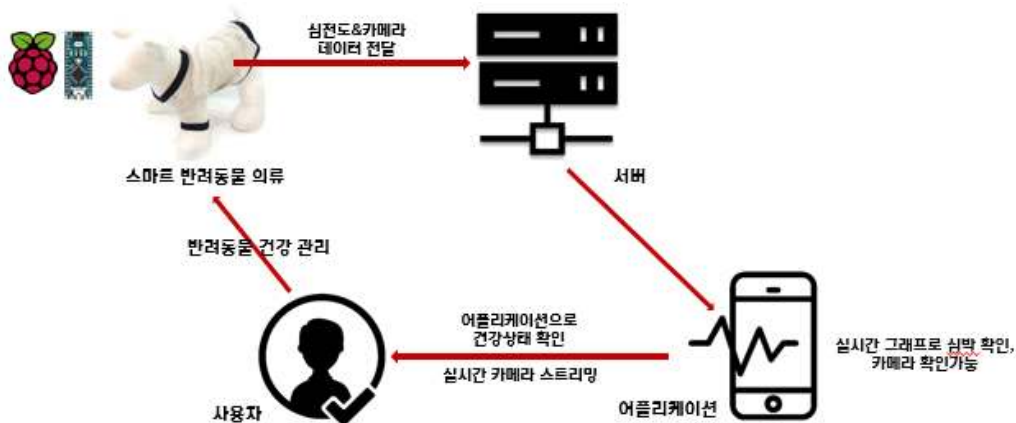 심전도&카메라
데이터 전달
스마트 반려동물 의류
서버
반려동물 건강 관리
어플리케이션으로
건강상태 확인
실시간 카메라 스트리밍
실시간 그래프로 심박 확인,
카메라 확인가능
사용자
어플리케이션